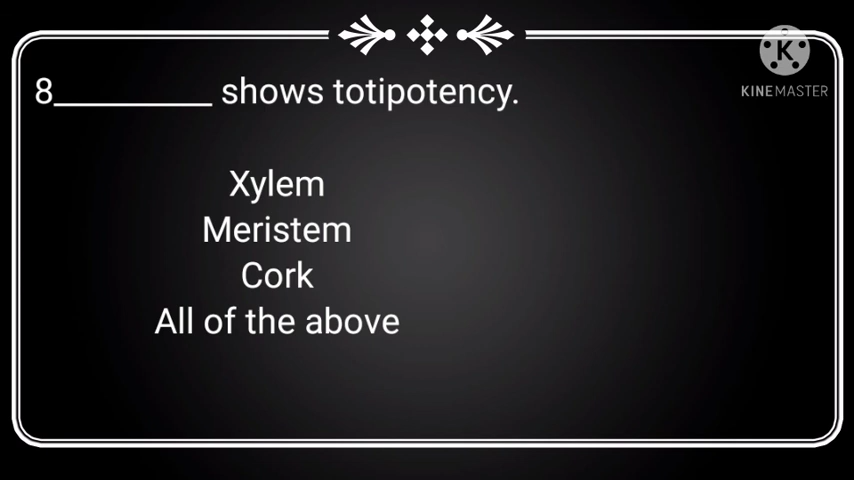 K
KINEMASTER
8_________ shows totipotency.
Xylem
Meristem
Cork
All of the above